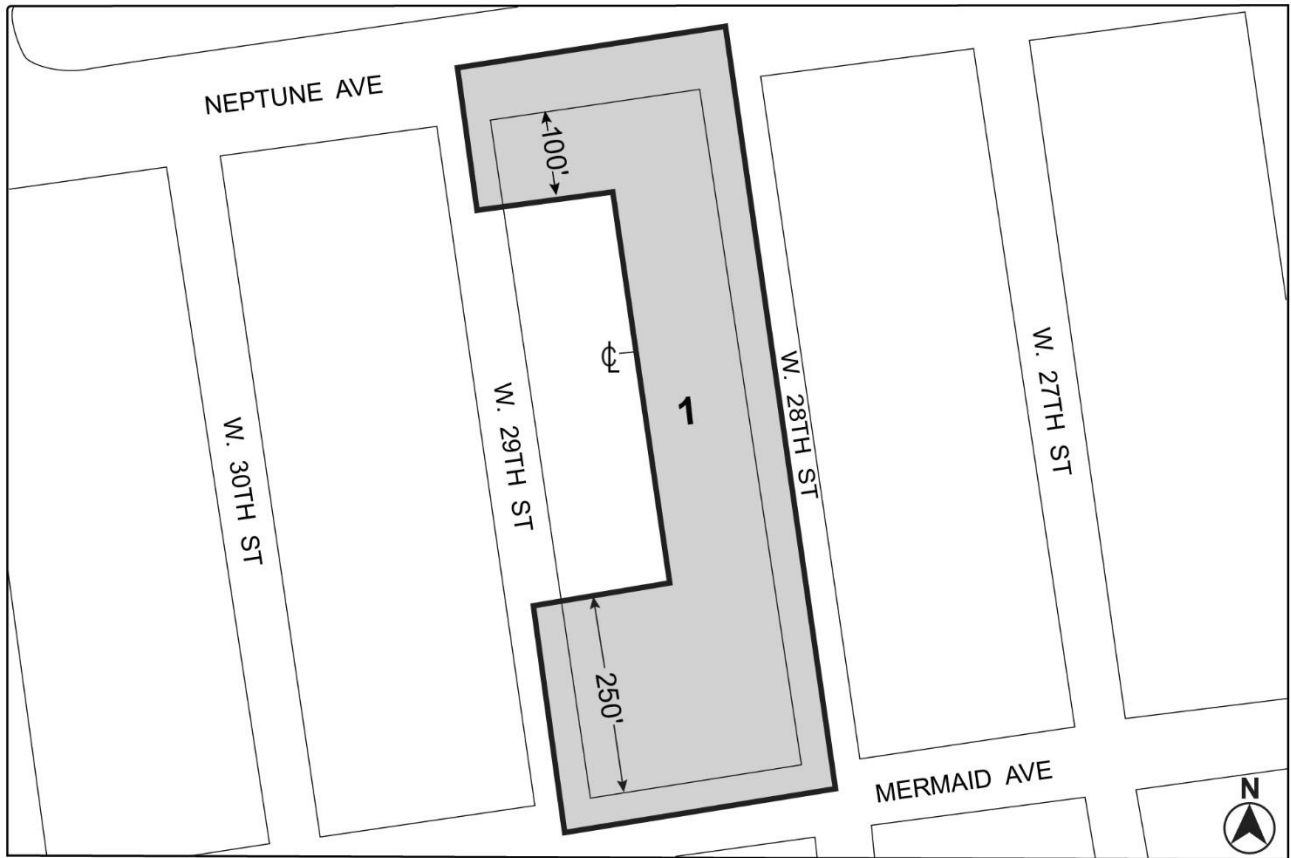 NEPTUNE AVE
100'
℄
1
W. 30TH ST
W. 29TH ST
W. 28TH ST
W. 27TH ST
250'
MERMAID AVE
N